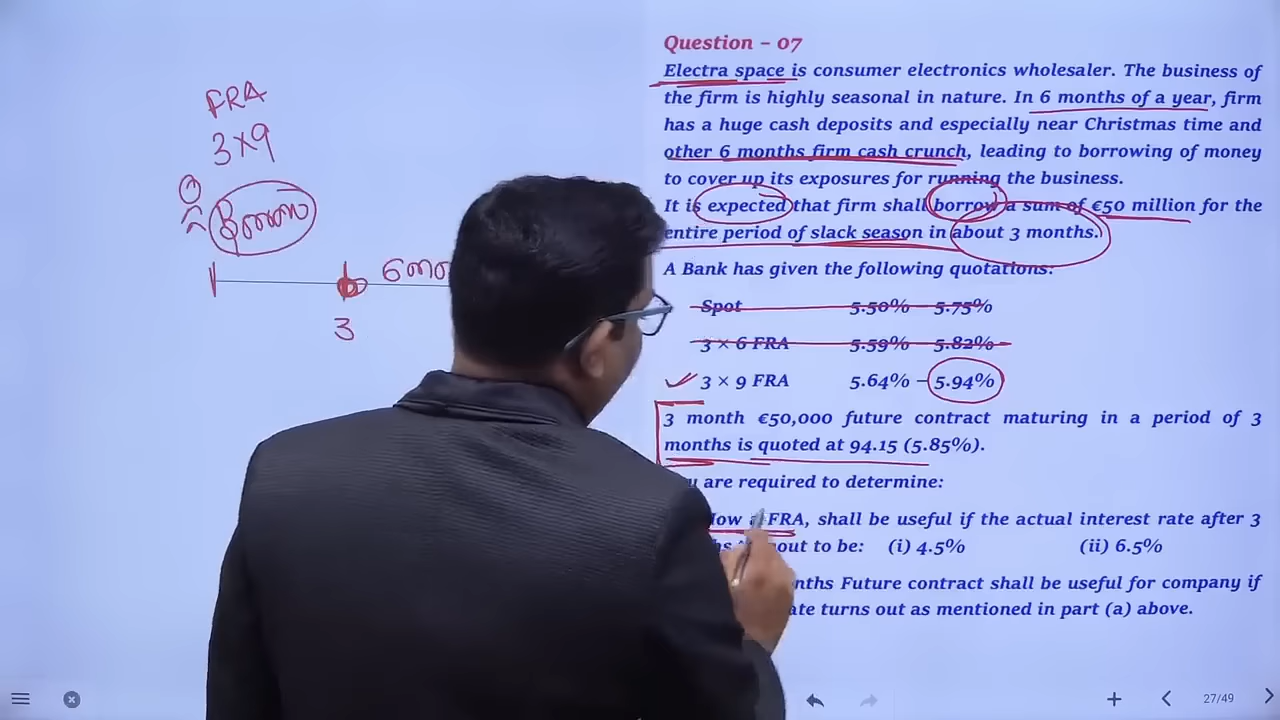 FRA
3×9
Borrow
6mon
3
Question – 07
Electra space is consumer electronics wholesaler. The business of
the firm is highly seasonal in nature. In 6 months of a year, firm
has a huge cash deposits and especially near Christmas time and
other 6 months firm cash crunch, leading to borrowing of money
to cover up its exposures for running the business.
It is expected that firm shall borrow a sum of €50 million for the
entire period of slack season in about 3 months.
A Bank has given the following quotations:
Spot 5.50% – 5.75%
3 × 6 FRA 5.59% – 5.82%
3 × 9 FRA 5.64% – 5.94%
3 month €50,000 future contract maturing in a period of 3
months is quoted at 94.15 (5.85%).
are required to determine:
FRA, shall be useful if the actual interest rate after 3
out to be: (i) 4.5% (ii) 6.5%
Future contract shall be useful for company if
turns out as mentioned in part (a) above.
27/49